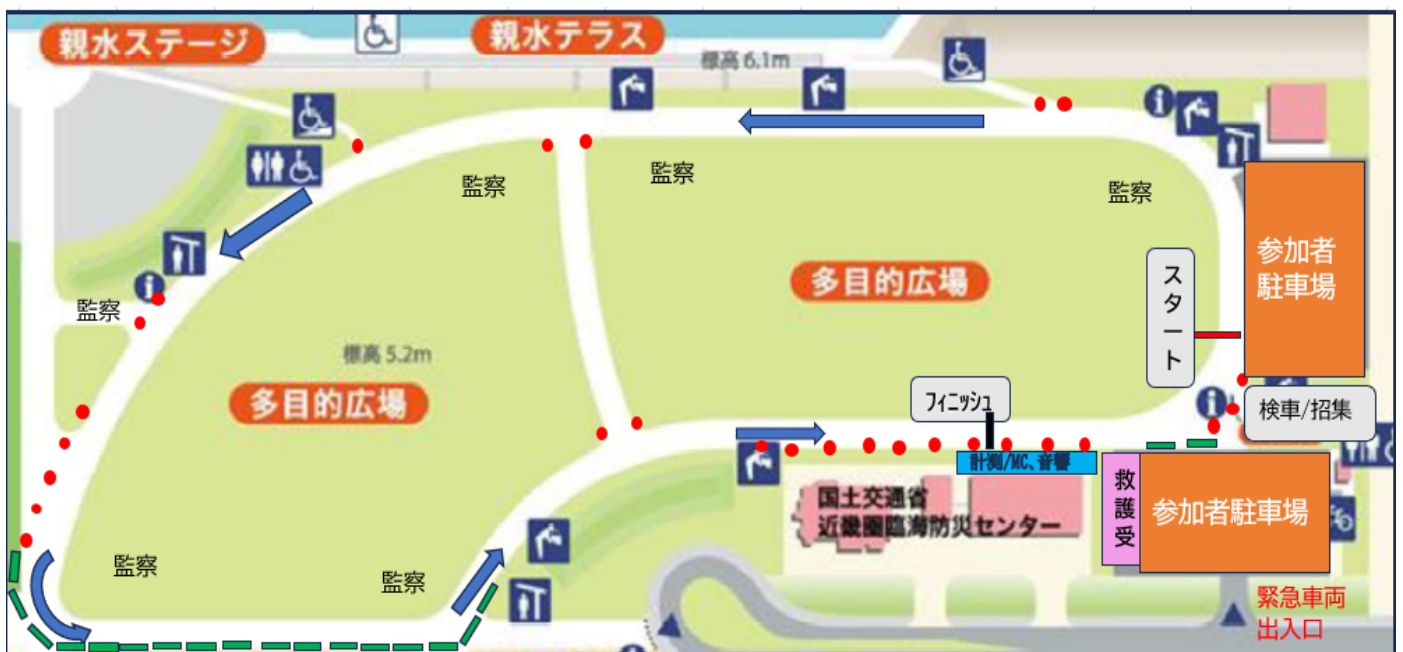 親水ステージ
親水テラス
標高 6.1m
監察
監察
監察
参加者
駐車場
スタート
多目的広場
監察
標高 5.2m
多目的広場
フィニッシュ
検車/招集
計測/MC、音響
救護受
参加者駐車場
国土交通省
近畿圏臨海防災センター
監察
監察
緊急車両
出入口